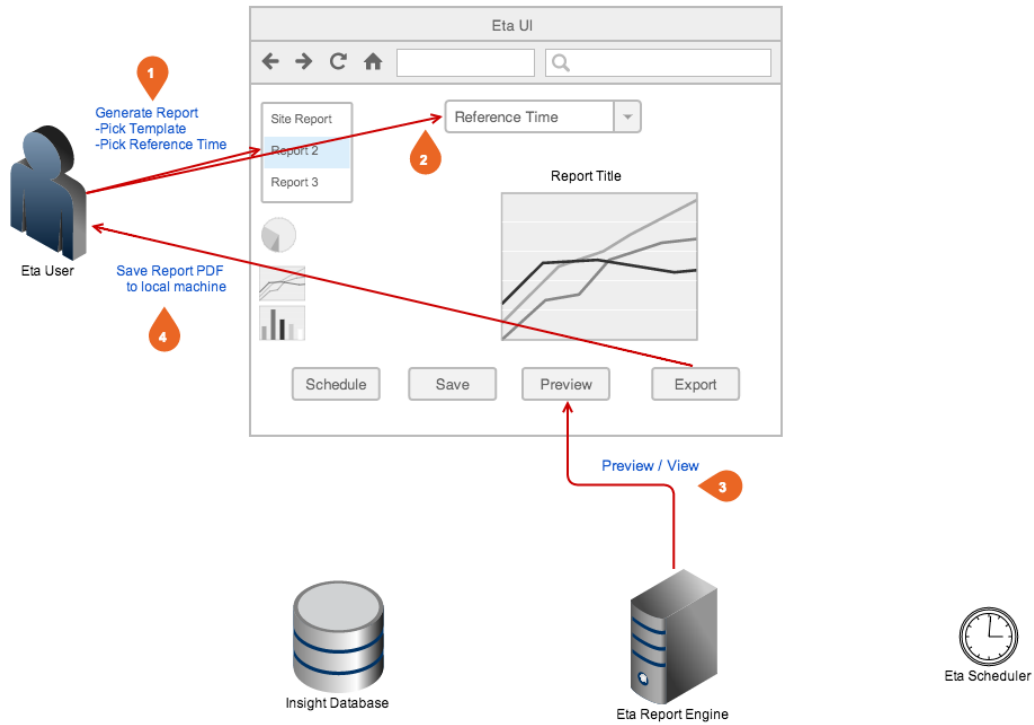 Eta UI
1
Generate Report
-Pick Template
-Pick Reference Time
Site Report
Report 2
Report 3
Reference Time
2
Report Title
Eta User
Save Report PDF
to local machine
4
Schedule
Save
Preview
Export
Preview / View
3
Insight Database
Eta Report Engine
Eta Scheduler